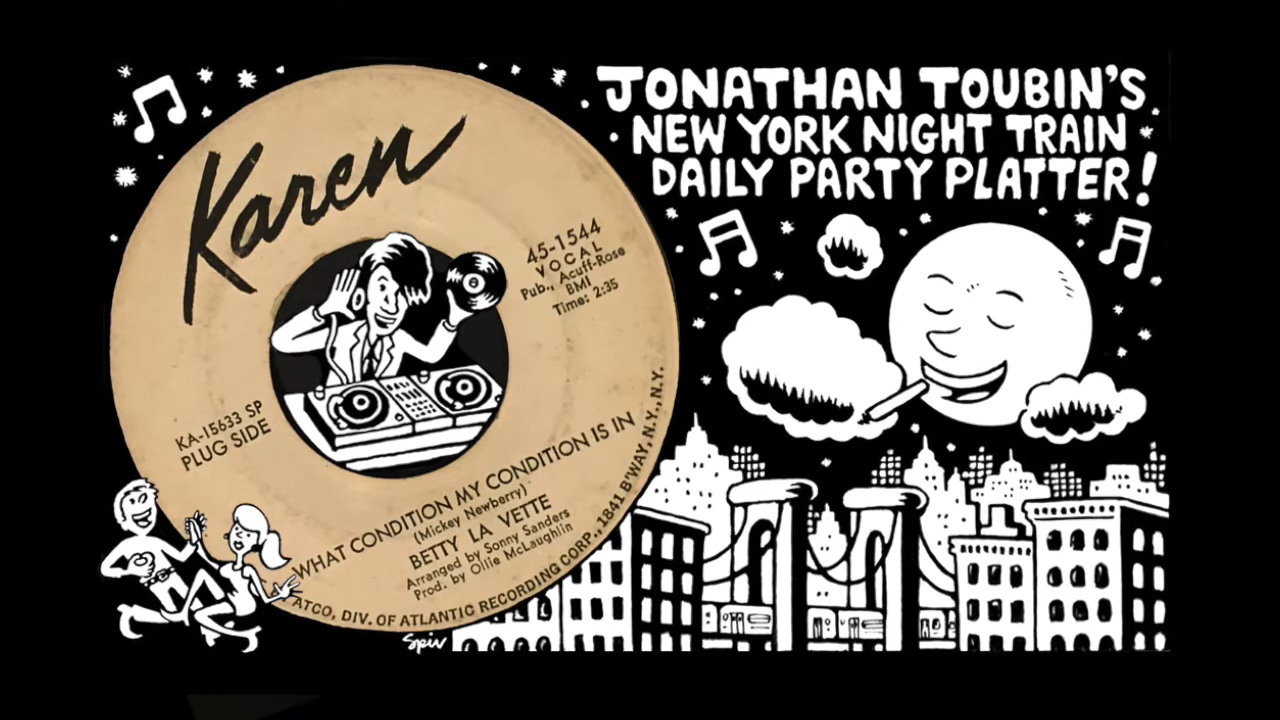 JONATHAN TOUBIN'S
NEW YORK NIGHT TRAIN
DAILY PARTY PLATTER!
Karen
45-1544
VOCAL
Pub., Acuff-Rose
BMI
Time: 2:35
KA-15633 SP
PLUG SIDE
WHAT CONDITION MY CONDITION IS IN
(Mickey Newberry)
BETTY LA VETTE
Arranged by Sonny Sanders
Prod. by Ollie McLaughlin
ATCO, DIV. OF ATLANTIC RECORDING CORP., 1841 B'WAY, N.Y., N.Y.
Spiv